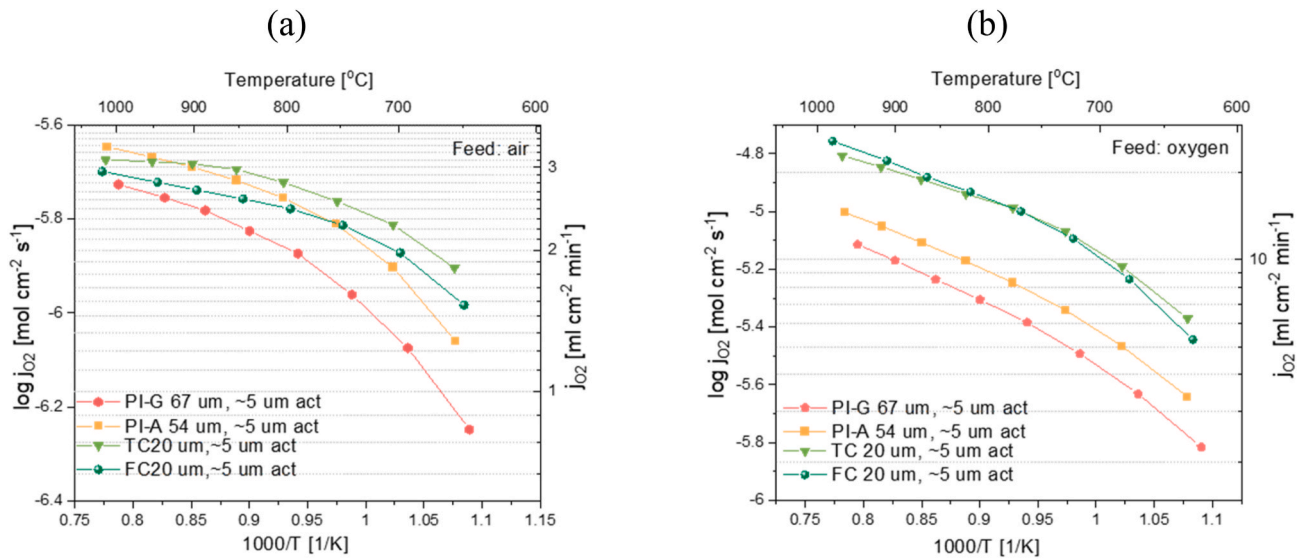 (a)
Temperature [°C]
1000 900 800 700 600
Feed: air
log jO2 [mol cm-2 s-1]
-5.6
-5.8
-6
-6.2
-6.4
3
2
1
jO2 [ml cm-2 min-1]
PI-G 67 um, ~5 um act
PI-A 54 um, ~5 um act
TC20 um,~5 um act
FC20 um,~5 um act
0.75 0.8 0.85 0.9 0.95 1 1.05 1.1 1.15
1000/T [1/K]
(b)
Temperature [°C]
1000 900 800 700 600
Feed: oxygen
log jO2 [mol cm-2 s-1]
-4.8
-5
-5.2
-5.4
-5.6
-5.8
-6
10
jO2 [ml cm-2 min-1]
PI-G 67 um, ~5 um act
PI-A 54 um, ~5 um act
TC 20 um, ~5 um act
FC 20 um, ~5 um act
0.75 0.8 0.85 0.9 0.95 1 1.05 1.1
1000/T [1/K]